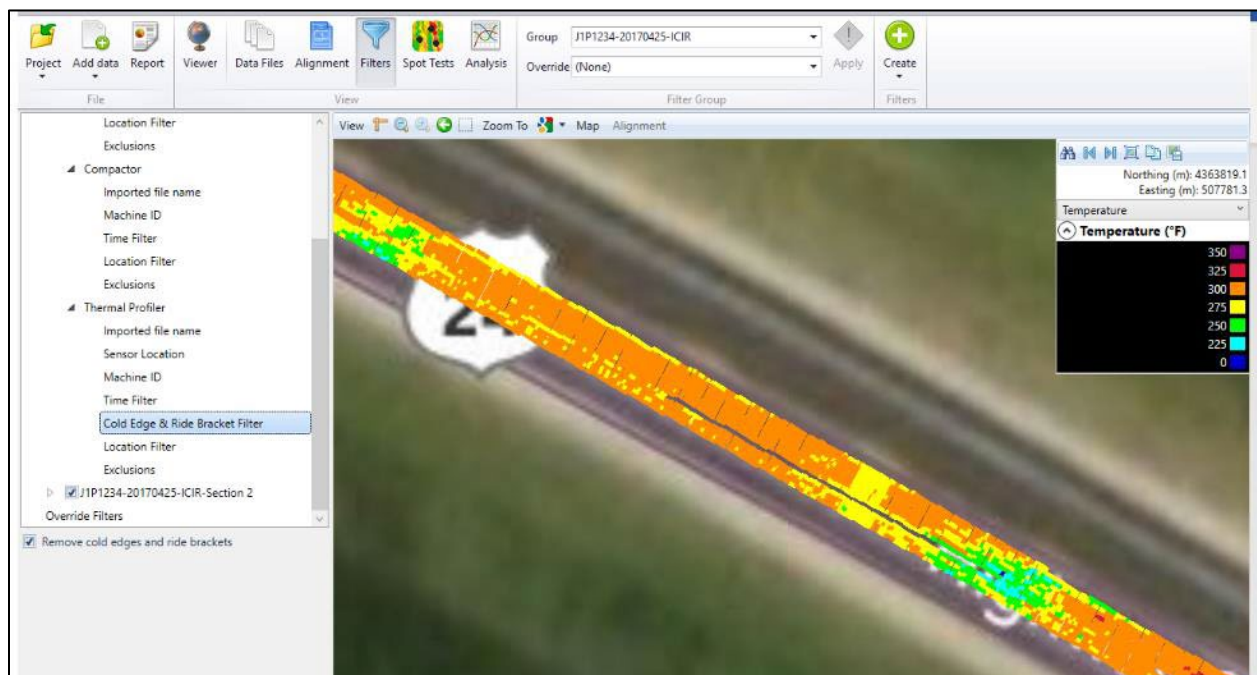 Project
Add data
Report
Viewer
Data Files
Alignment
Filters
Spot Tests
Analysis
Group
J1P1234-20170425-ICIR
Override
(None)
Apply
Create
File
View
Filter Group
Filters
Location Filter
Exclusions
Compactor
Imported file name
Machine ID
Time Filter
Location Filter
Exclusions
Thermal Profiler
Imported file name
Sensor Location
Machine ID
Time Filter
Cold Edge & Ride Bracket Filter
Location Filter
Exclusions
J1P1234-20170425-ICIR-Section 2
Override Filters
Remove cold edges and ride brackets
View
Zoom To
Map
Alignment
Northing (m): 4363819.1
Easting (m): 507781.3
Temperature
Temperature (°F)
350
325
300
275
250
225
0
24